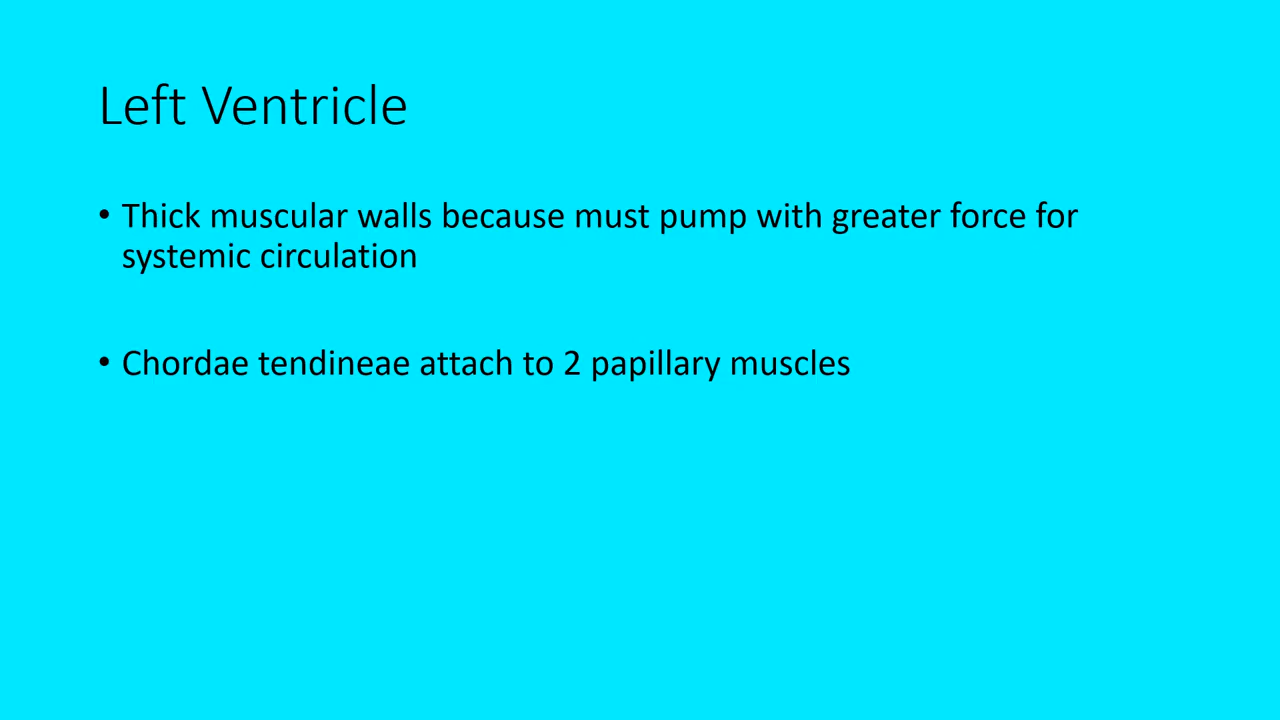 Left Ventricle
• Thick muscular walls because must pump with greater force for
systemic circulation
• Chordae tendineae attach to 2 papillary muscles